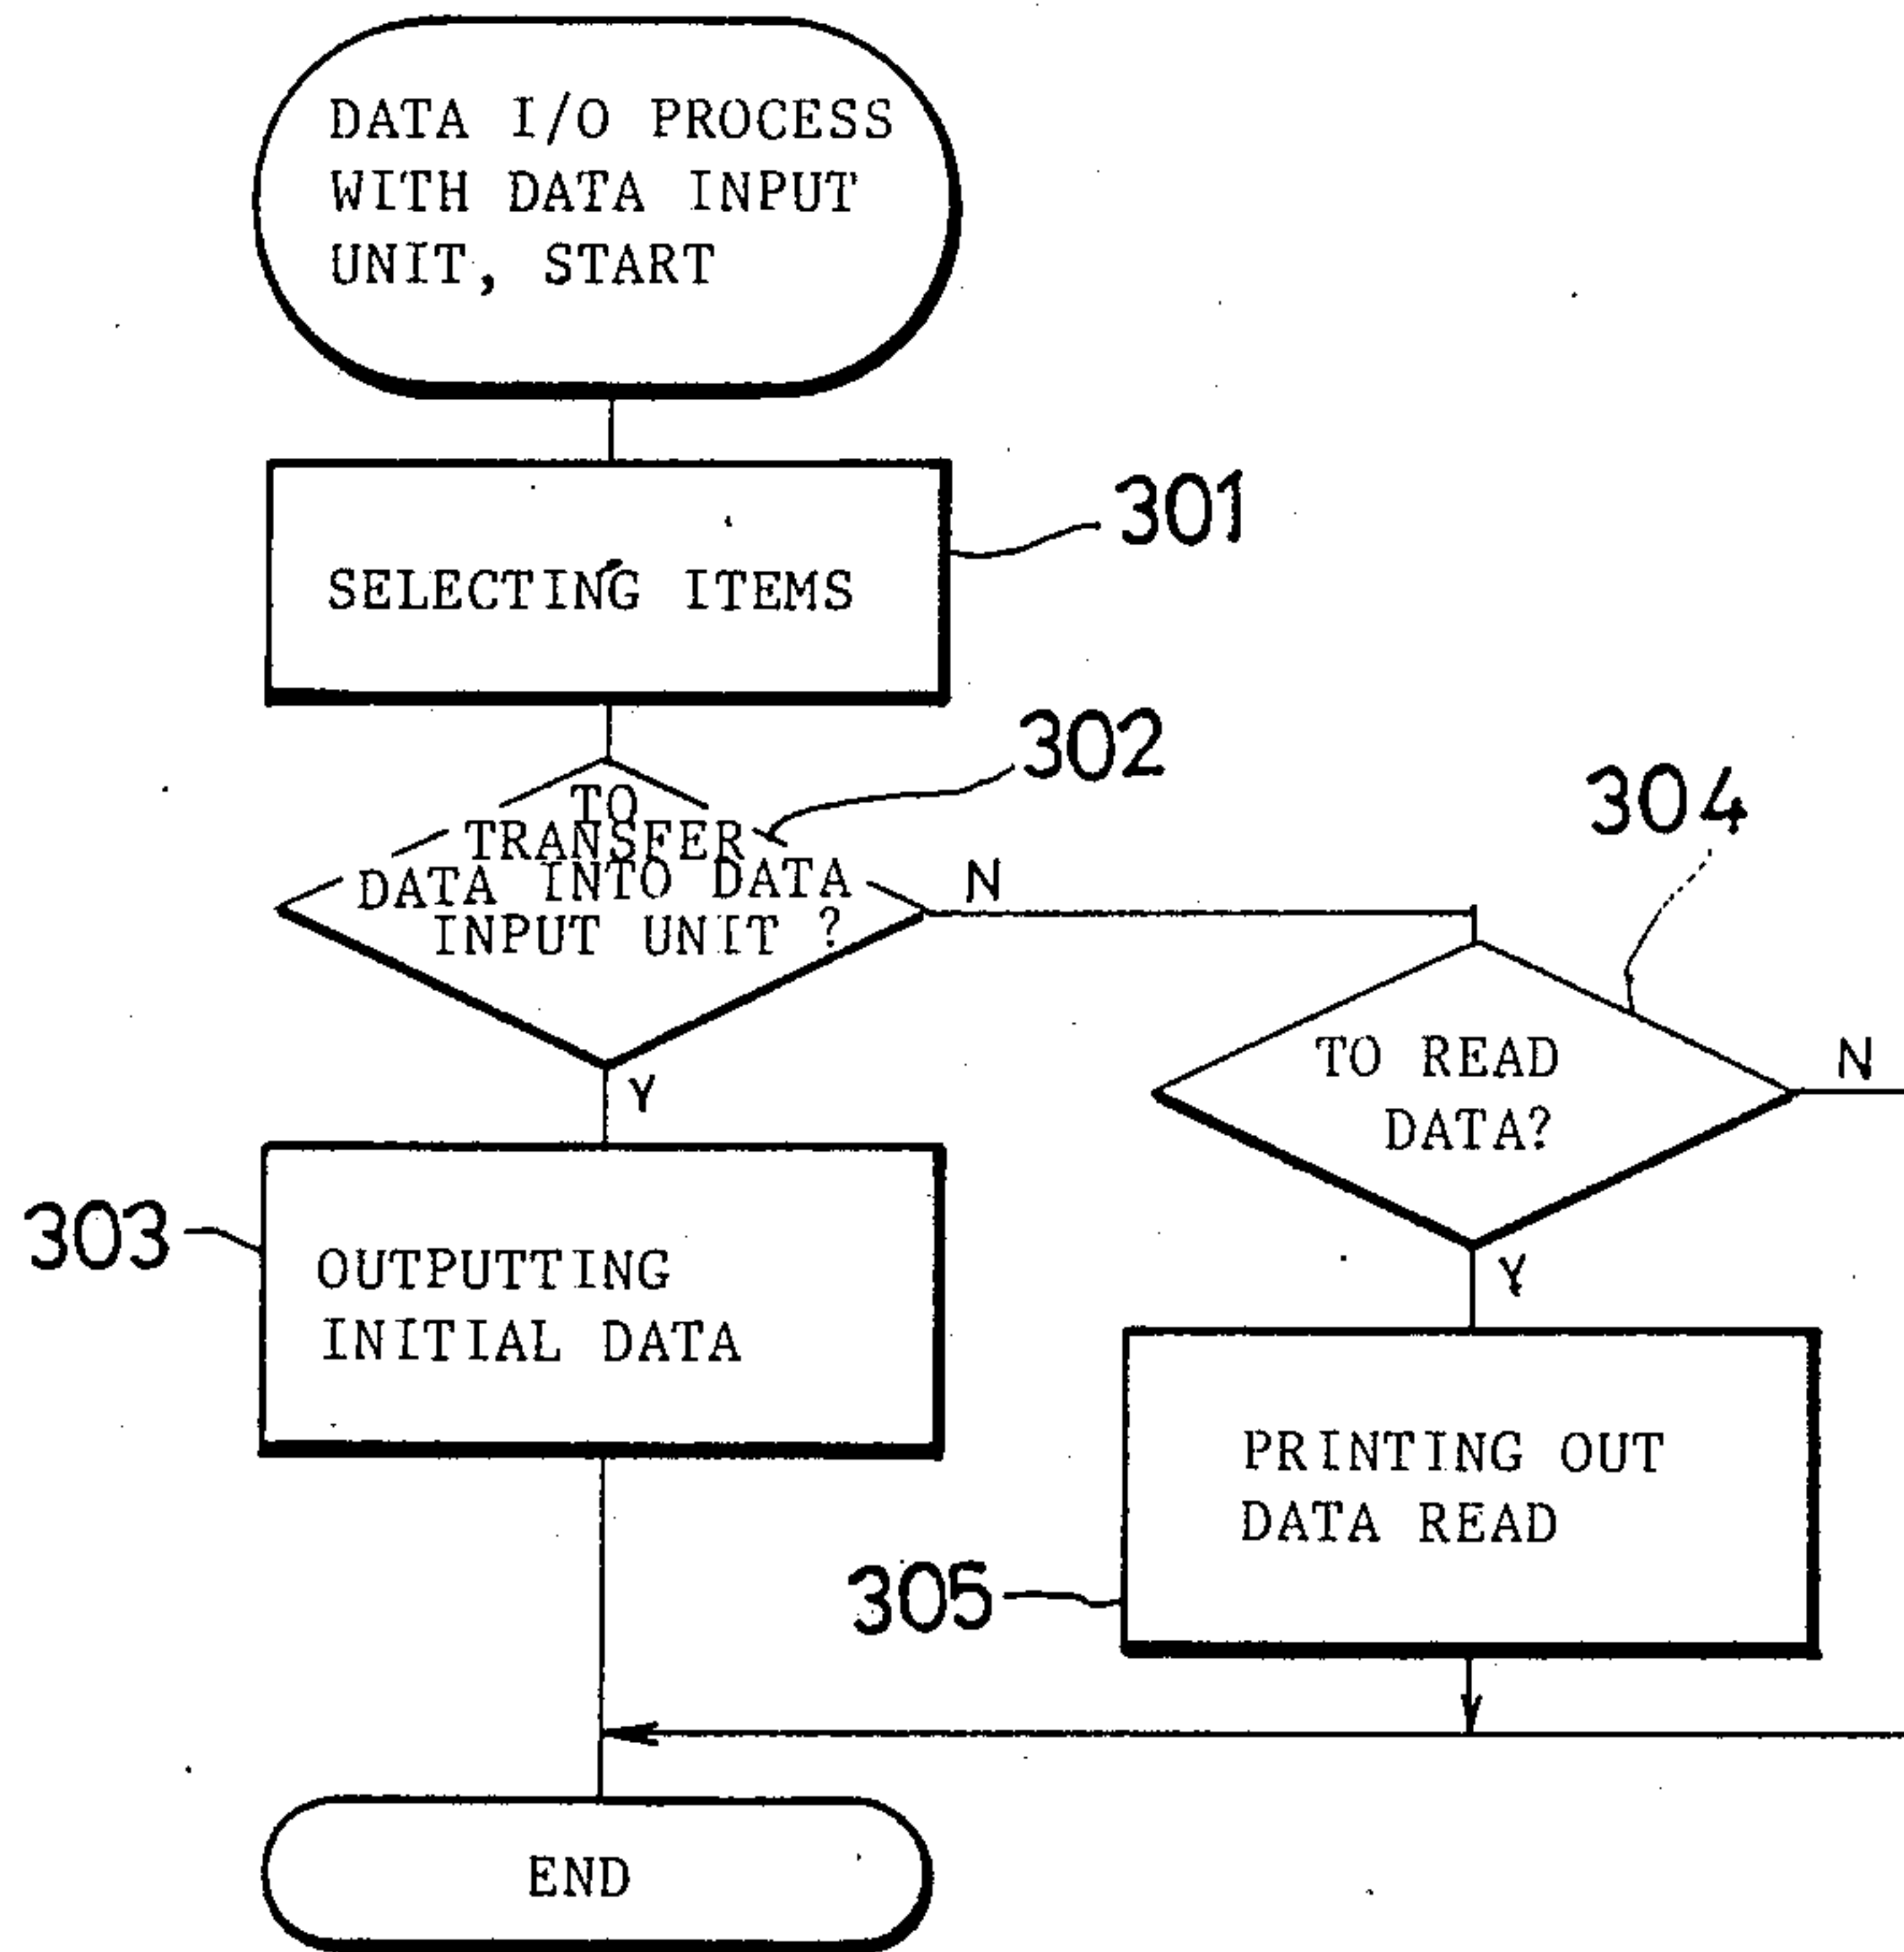 DATA I/O PROCESS
WITH DATA INPUT
UNIT, START
301
SELECTING ITEMS
302
TO
TRANSFER
DATA INTO DATA
INPUT UNIT ?
N
Y
304
TO READ
DATA?
N
Y
303
OUTPUTTING
INITIAL DATA
PRINTING OUT
DATA READ
305
END